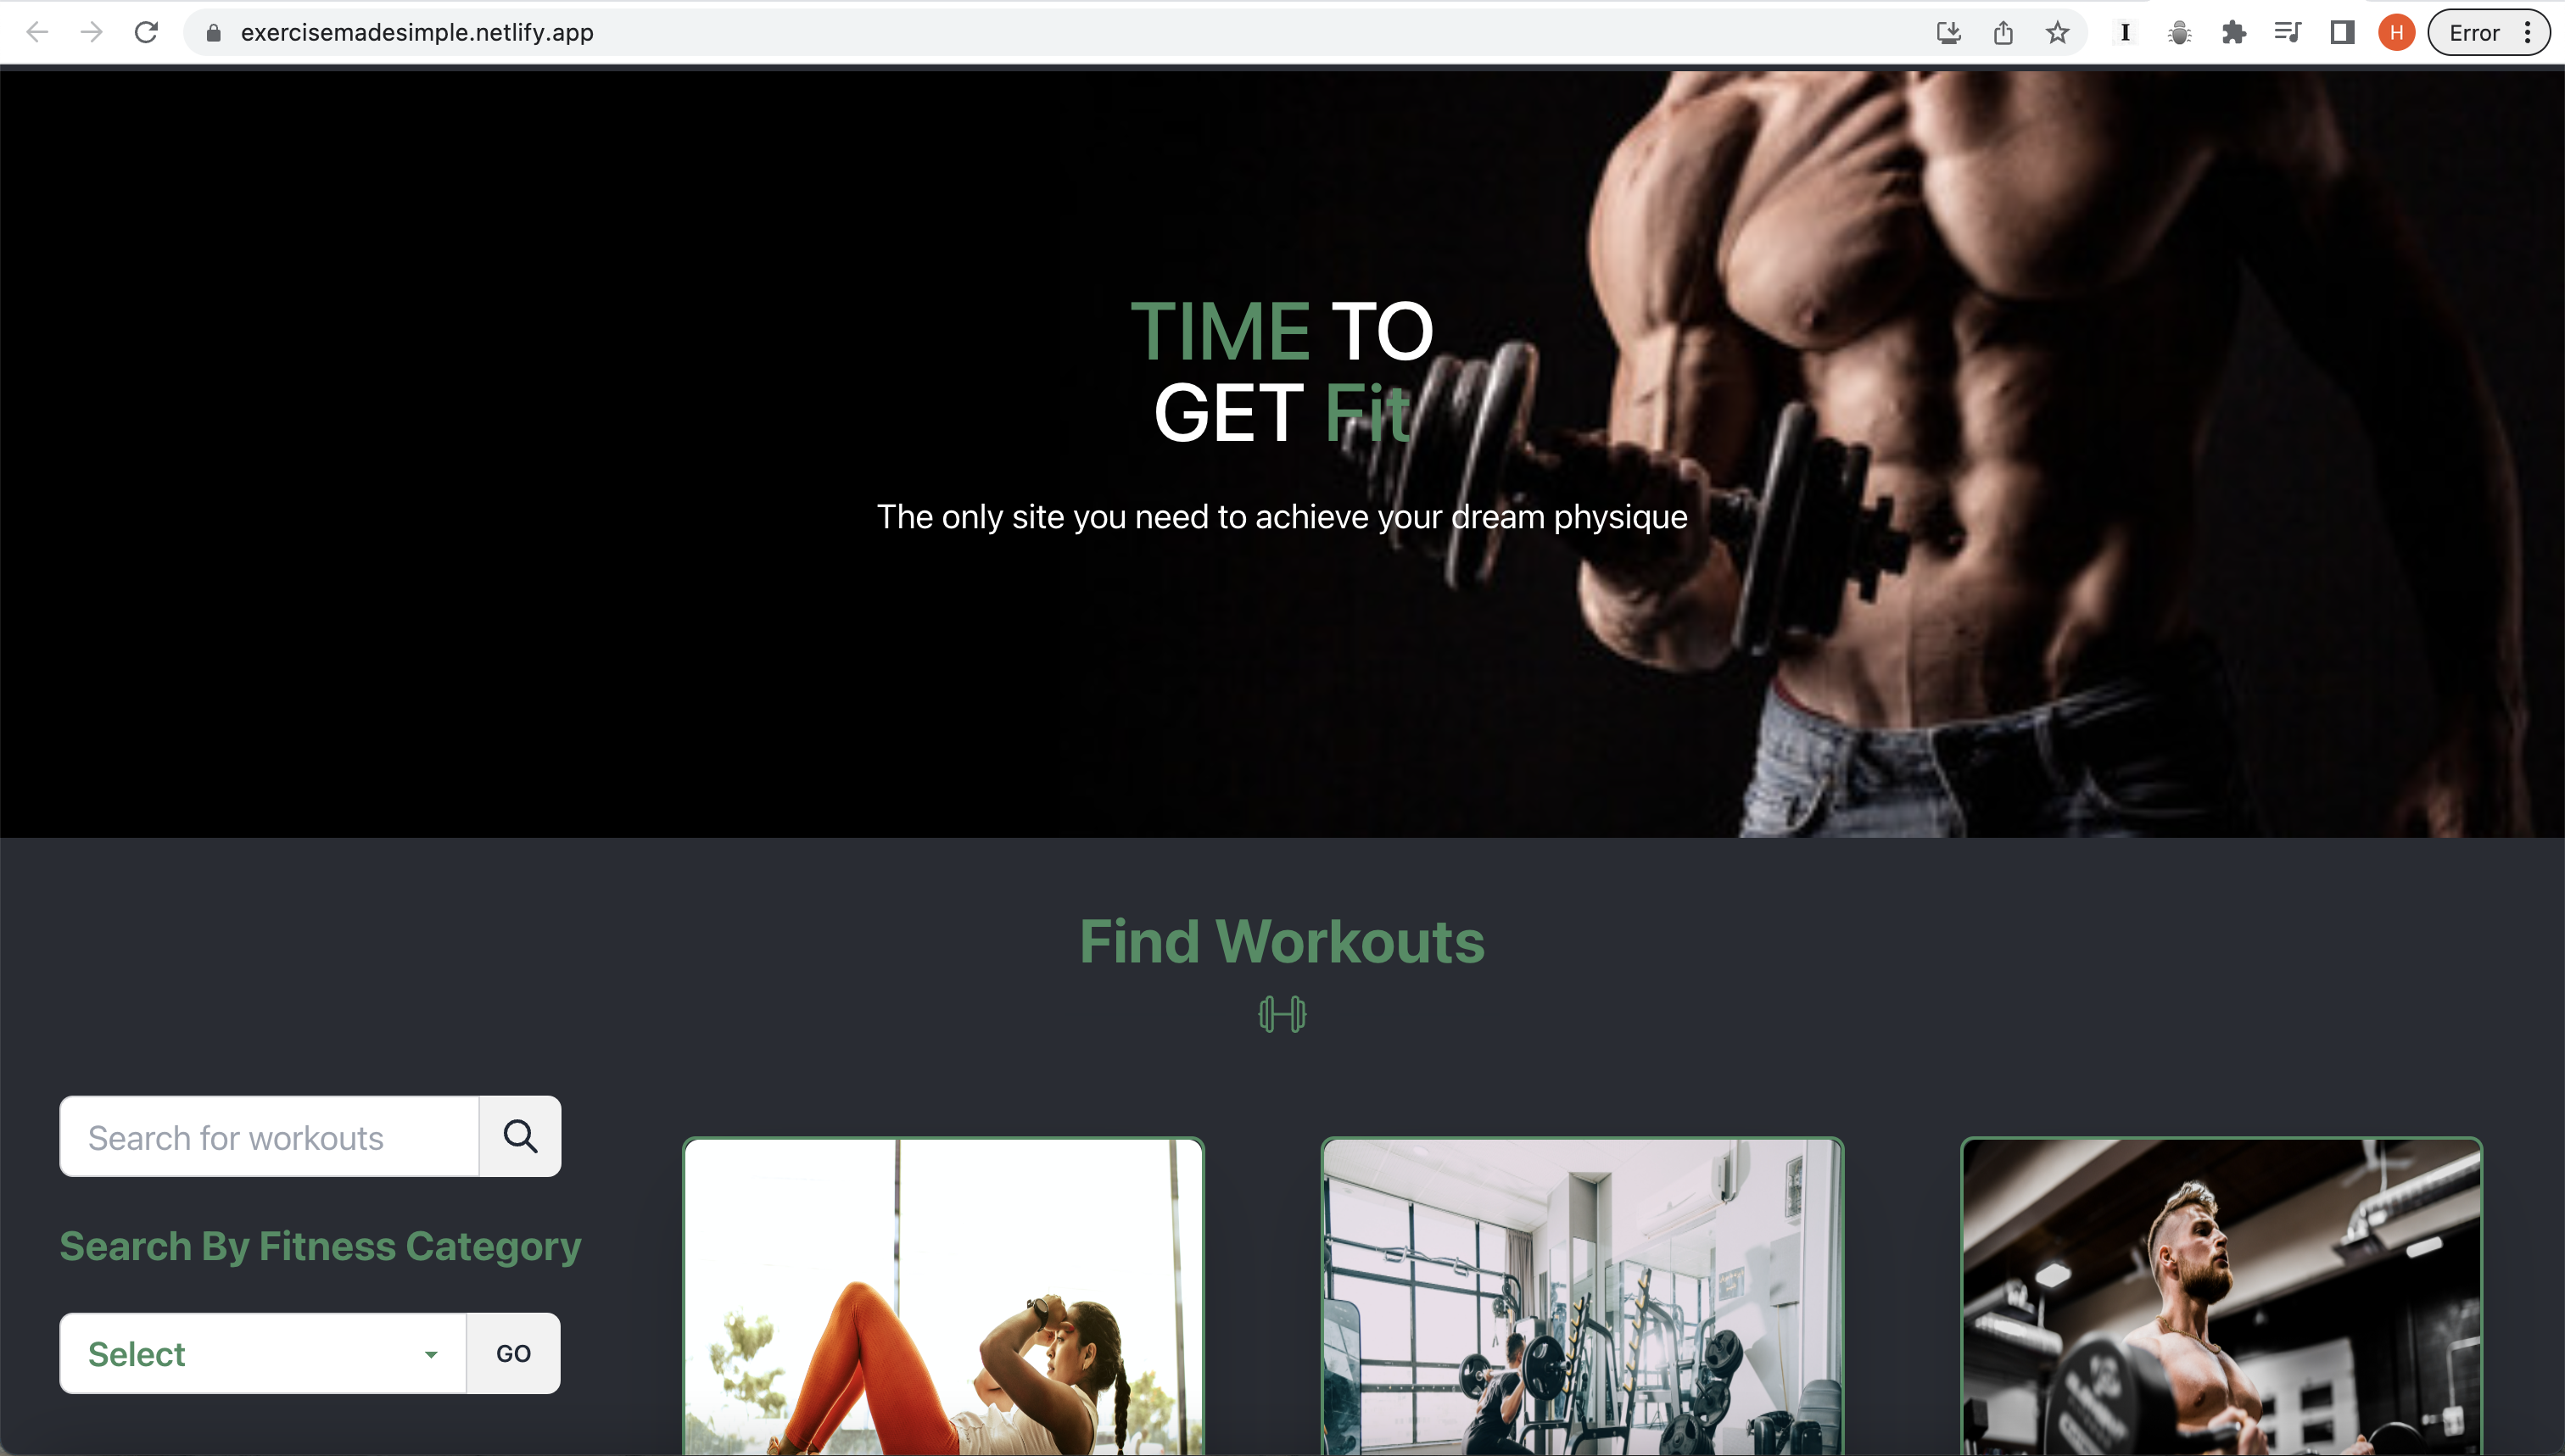 exercisemadesimple.netlify.app
H
Error
TIME TO
GET Fit
The only site you need to achieve your dream physique
Find Workouts
Search for workouts
Search By Fitness Category
Select
GO